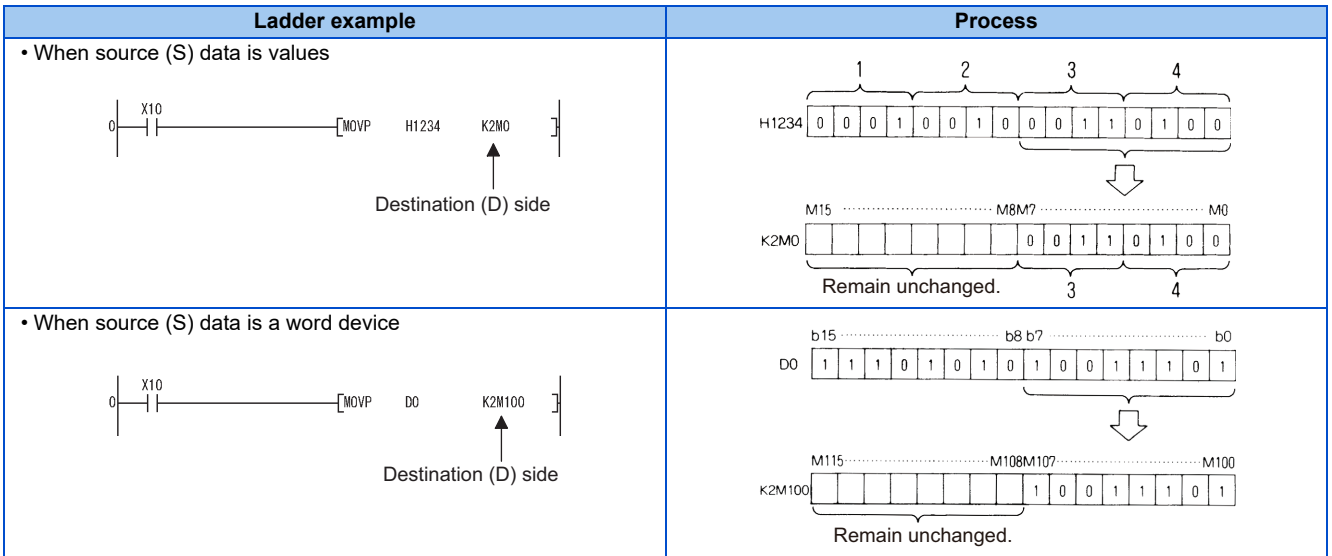 Ladder example
Process
• When source (S) data is values
X10
0 MOVP H1234 K2M0
Destination (D) side
1 2 3 4
H1234 0 0 0 1 0 0 1 0 0 0 1 1 0 1 0 0
M15 ···· M8M7 ···· M0
K2M0 0 0 1 1 0 1 0 0
Remain unchanged. 3 4
• When source (S) data is a word device
X10
0 MOVP D0 K2M100
Destination (D) side
b15 ···· b8 b7 ···· b0
D0 1 1 1 0 1 0 1 0 1 0 0 1 1 1 0 1
M115 ···· M108M107 ···· M100
K2M100 1 0 0 1 1 1 0 1
Remain unchanged.